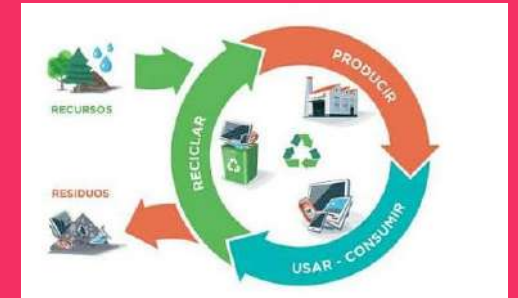 RECURSOS
PRODUCIR
RECICLAR
RESIDUOS
USAR - CONSUMIR